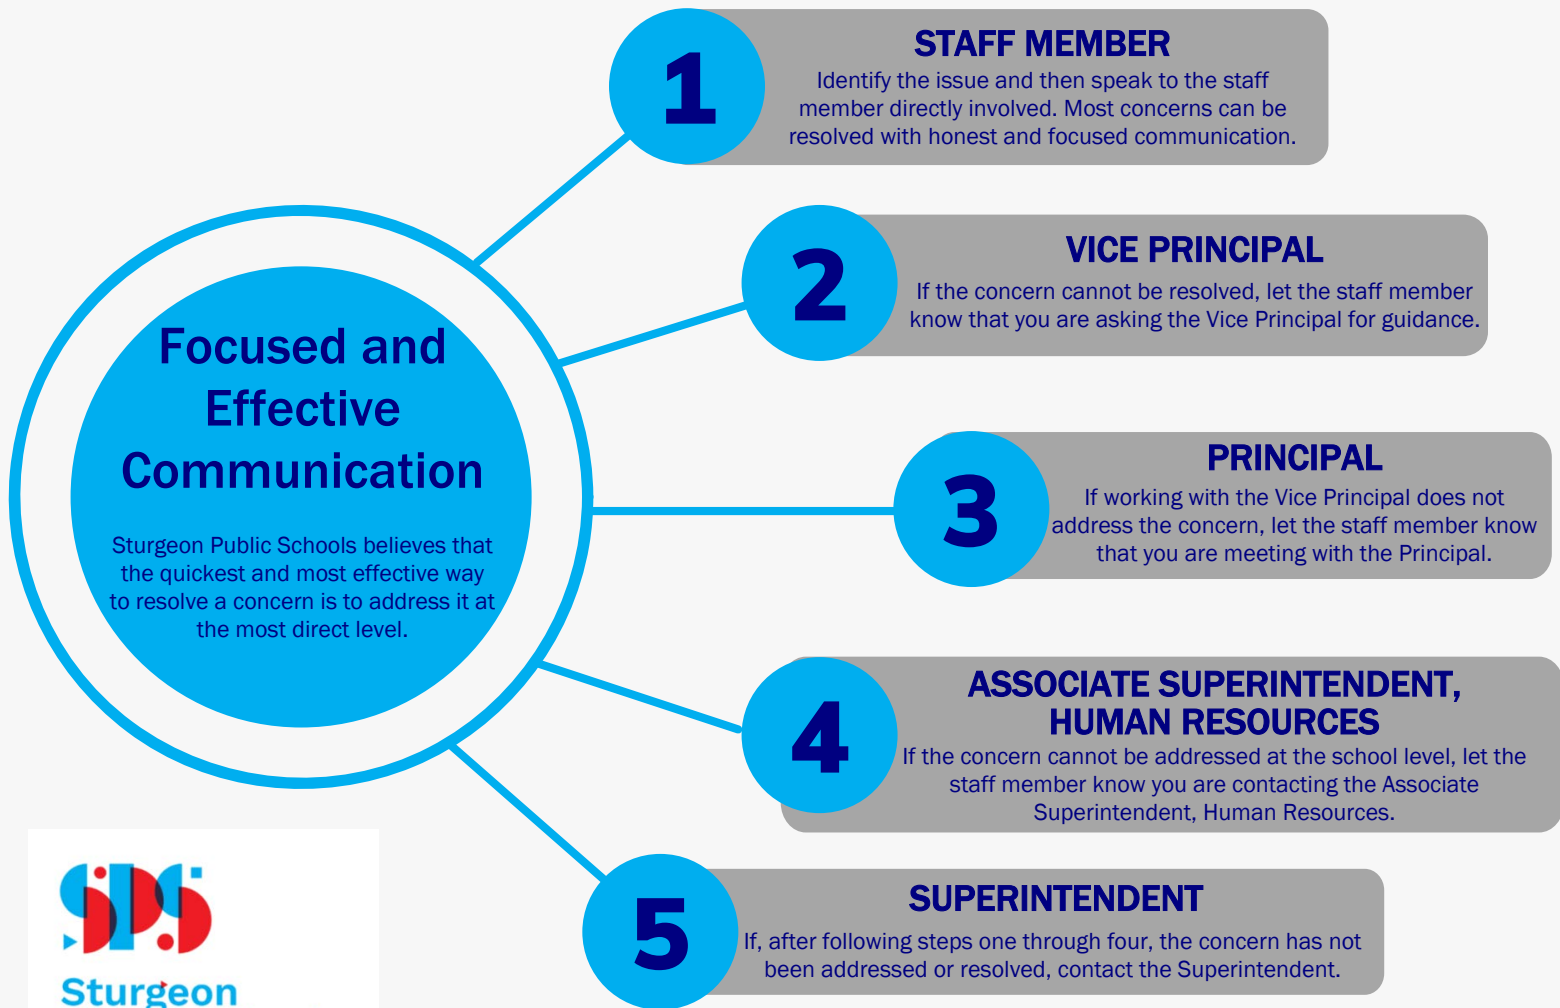 Focused and
Effective
Communication
Sturgeon Public Schools believes that
the quickest and most effective way
to resolve a concern is to address it at
the most direct level.
1
STAFF MEMBER
Identify the issue and then speak to the staff
member directly involved. Most concerns can be
resolved with honest and focused communication.
2
VICE PRINCIPAL
If the concern cannot be resolved, let the staff member
know that you are asking the Vice Principal for guidance.
3
PRINCIPAL
If working with the Vice Principal does not
address the concern, let the staff member know
that you are meeting with the Principal.
4
ASSOCIATE SUPERINTENDENT,
HUMAN RESOURCES
If the concern cannot be addressed at the school level, let the
staff member know you are contacting the Associate
Superintendent, Human Resources.
5
SUPERINTENDENT
If, after following steps one through four, the concern has not
been addressed or resolved, contact the Superintendent.
SPS
Sturgeon